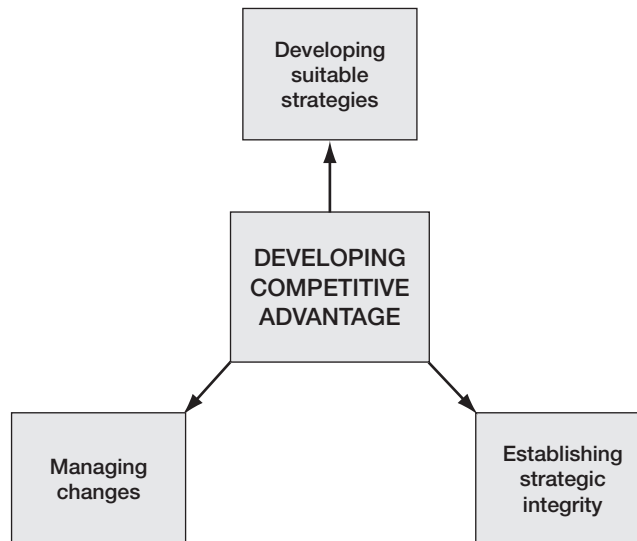 Developing
suitable
strategies
DEVELOPING
COMPETITIVE
ADVANTAGE
Managing
changes
Establishing
strategic
integrity